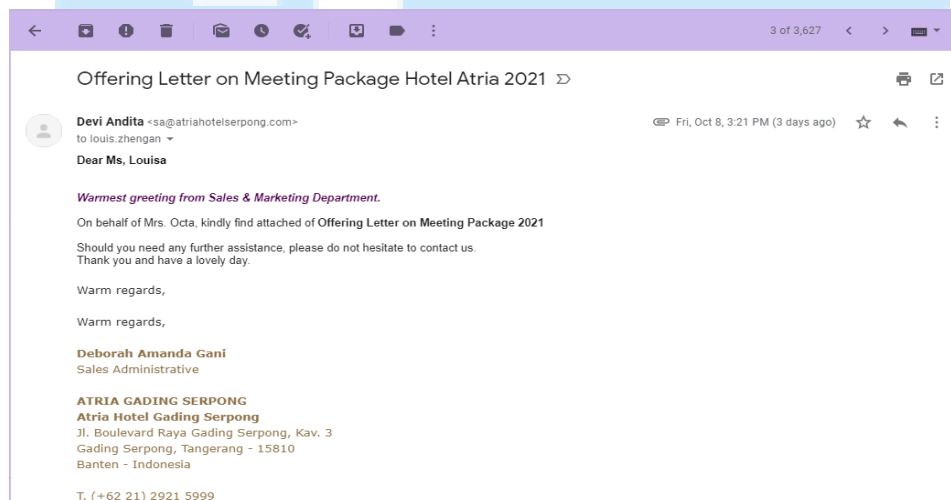 3 of 3,627
Offering Letter on Meeting Package Hotel Atria 2021
Devi Andita <sa@atriahotelserpong.com>
Fri, Oct 8, 3:21 PM (3 days ago)
to louis.zhengan
Dear Ms, Louisa
Warmest greeting from Sales & Marketing Department.
On behalf of Mrs. Octa, kindly find attached of Offering Letter on Meeting Package 2021
Should you need any further assistance, please do not hesitate to contact us.
Thank you and have a lovely day.
Warm regards,
Warm regards,
Deborah Amanda Gani
Sales Administrative
ATRIA GADING SERPONG
Atria Hotel Gading Serpong
Jl. Boulevard Raya Gading Serpong, Kav. 3
Gading Serpong, Tangerang - 15810
Banten - Indonesia
T. (+62 21) 2921 5999